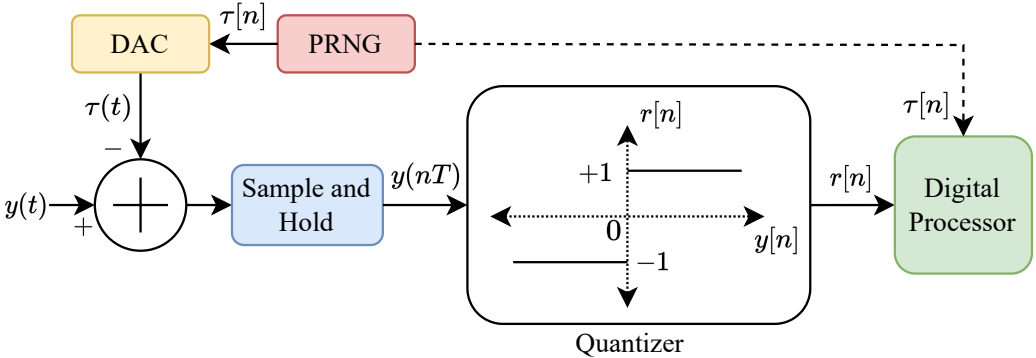 τ[n]
DAC
PRNG
τ(t)
τ[n]
−
r[n]
y(t)
+
Sample and
Hold
y(nT)
+1
0
y[n]
−1
r[n]
Digital
Processor
Quantizer